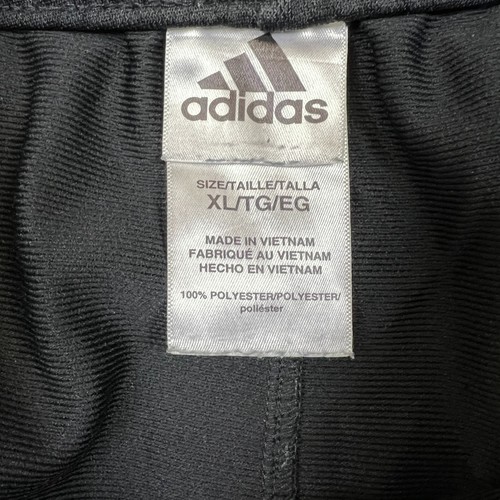 adidas
SIZE/TAILLE/TALLA
XL/TG/EG
MADE IN VIETNAM
FABRIQUÉ AU VIETNAM
HECHO EN VIETNAM
100% POLYESTER/POLYESTER/
poliéster